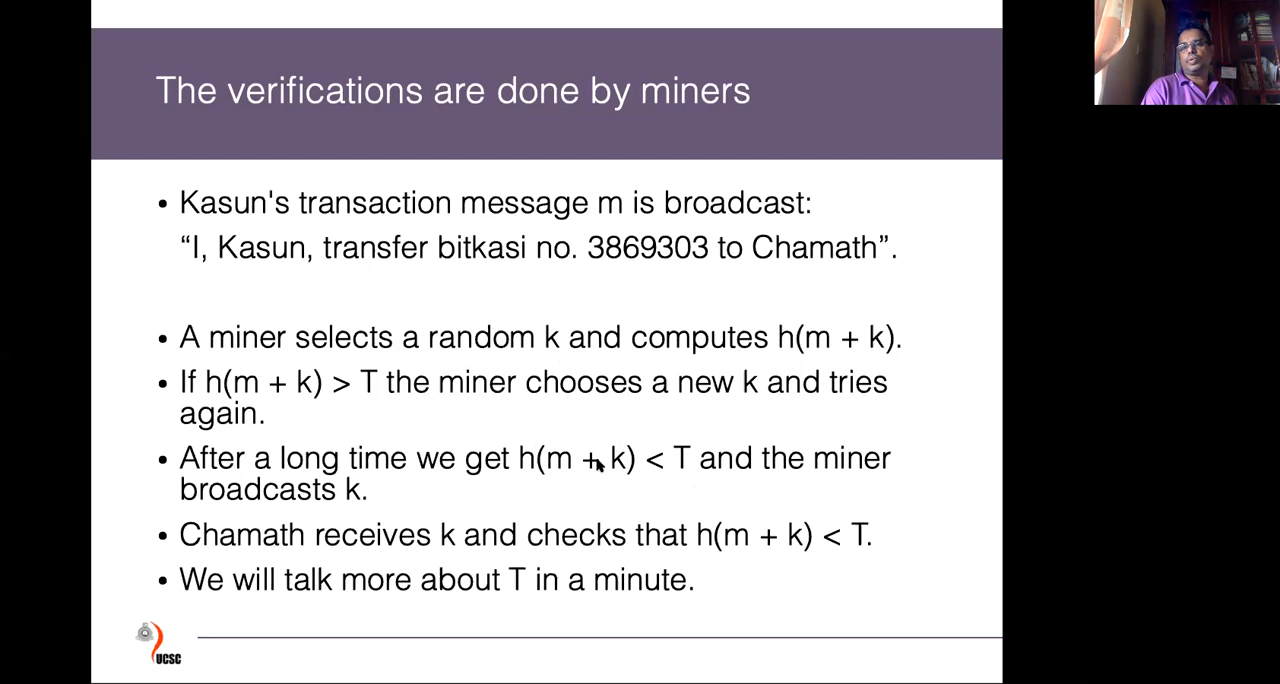 The verifications are done by miners
• Kasun's transaction message m is broadcast:
“I, Kasun, transfer bitkasi no. 3869303 to Chamath”.
• A miner selects a random k and computes h(m + k).
• If h(m + k) > T the miner chooses a new k and tries
again.
• After a long time we get h(m + k) < T and the miner
broadcasts k.
• Chamath receives k and checks that h(m + k) < T.
• We will talk more about T in a minute.
UCSC